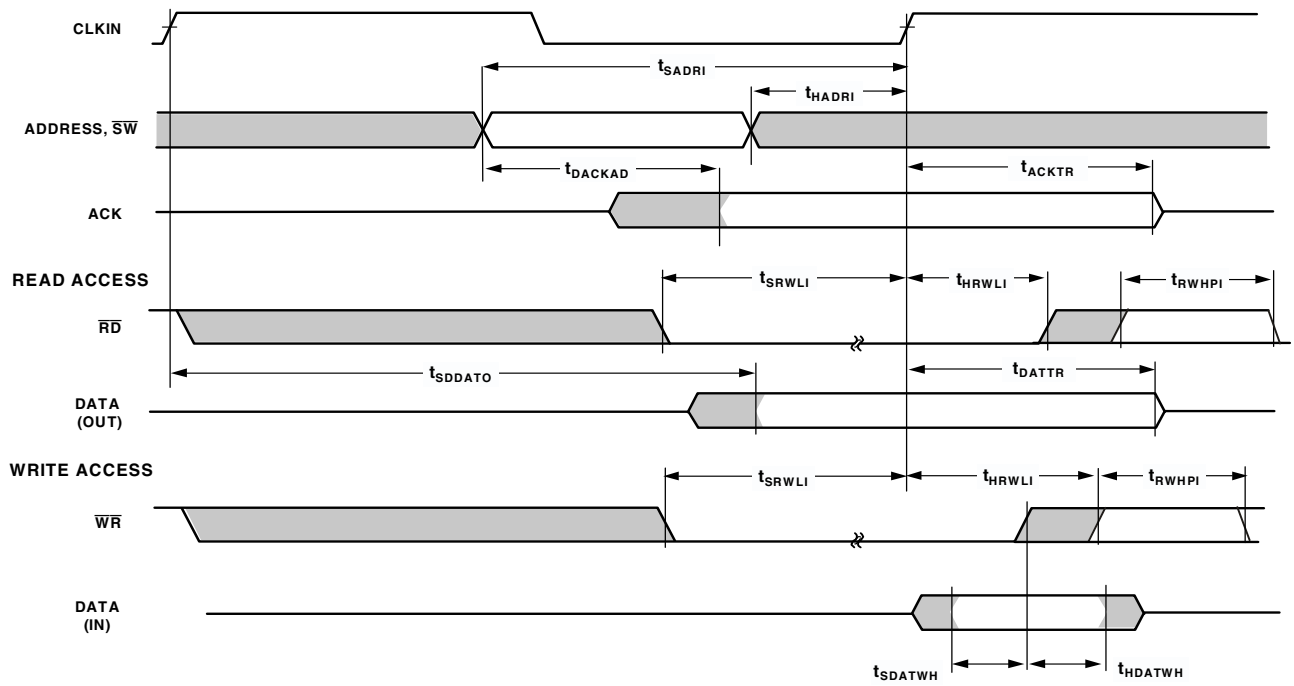 CLKIN
tSADRI
tHADRI
ADDRESS, SW
tDACKAD
tACKTR
ACK
READ ACCESS
tSRWLI
tHRWLI
tRWHPI
RD
tSDDATO
tDATTR
DATA
(OUT)
WRITE ACCESS
tSRWLI
tHRWLI
tRWHPI
WR
DATA
(IN)
tSDATWH
tHDATWH